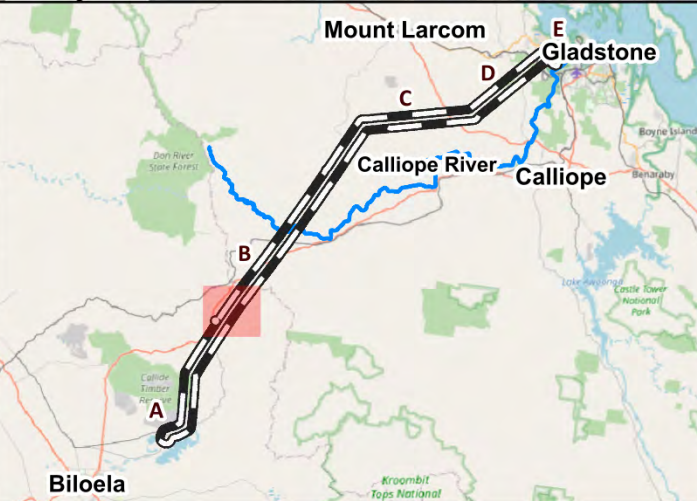 Mount Larcom
E
Gladstone
D
C
Boyne Island
Don River
State Forest
Calliope River
Calliope
Benaraby
B
Lake Awoonga
Castle Tower
National
Park
Callide
Timber
Reserve
A
Biloela
Kroombit
Tops National